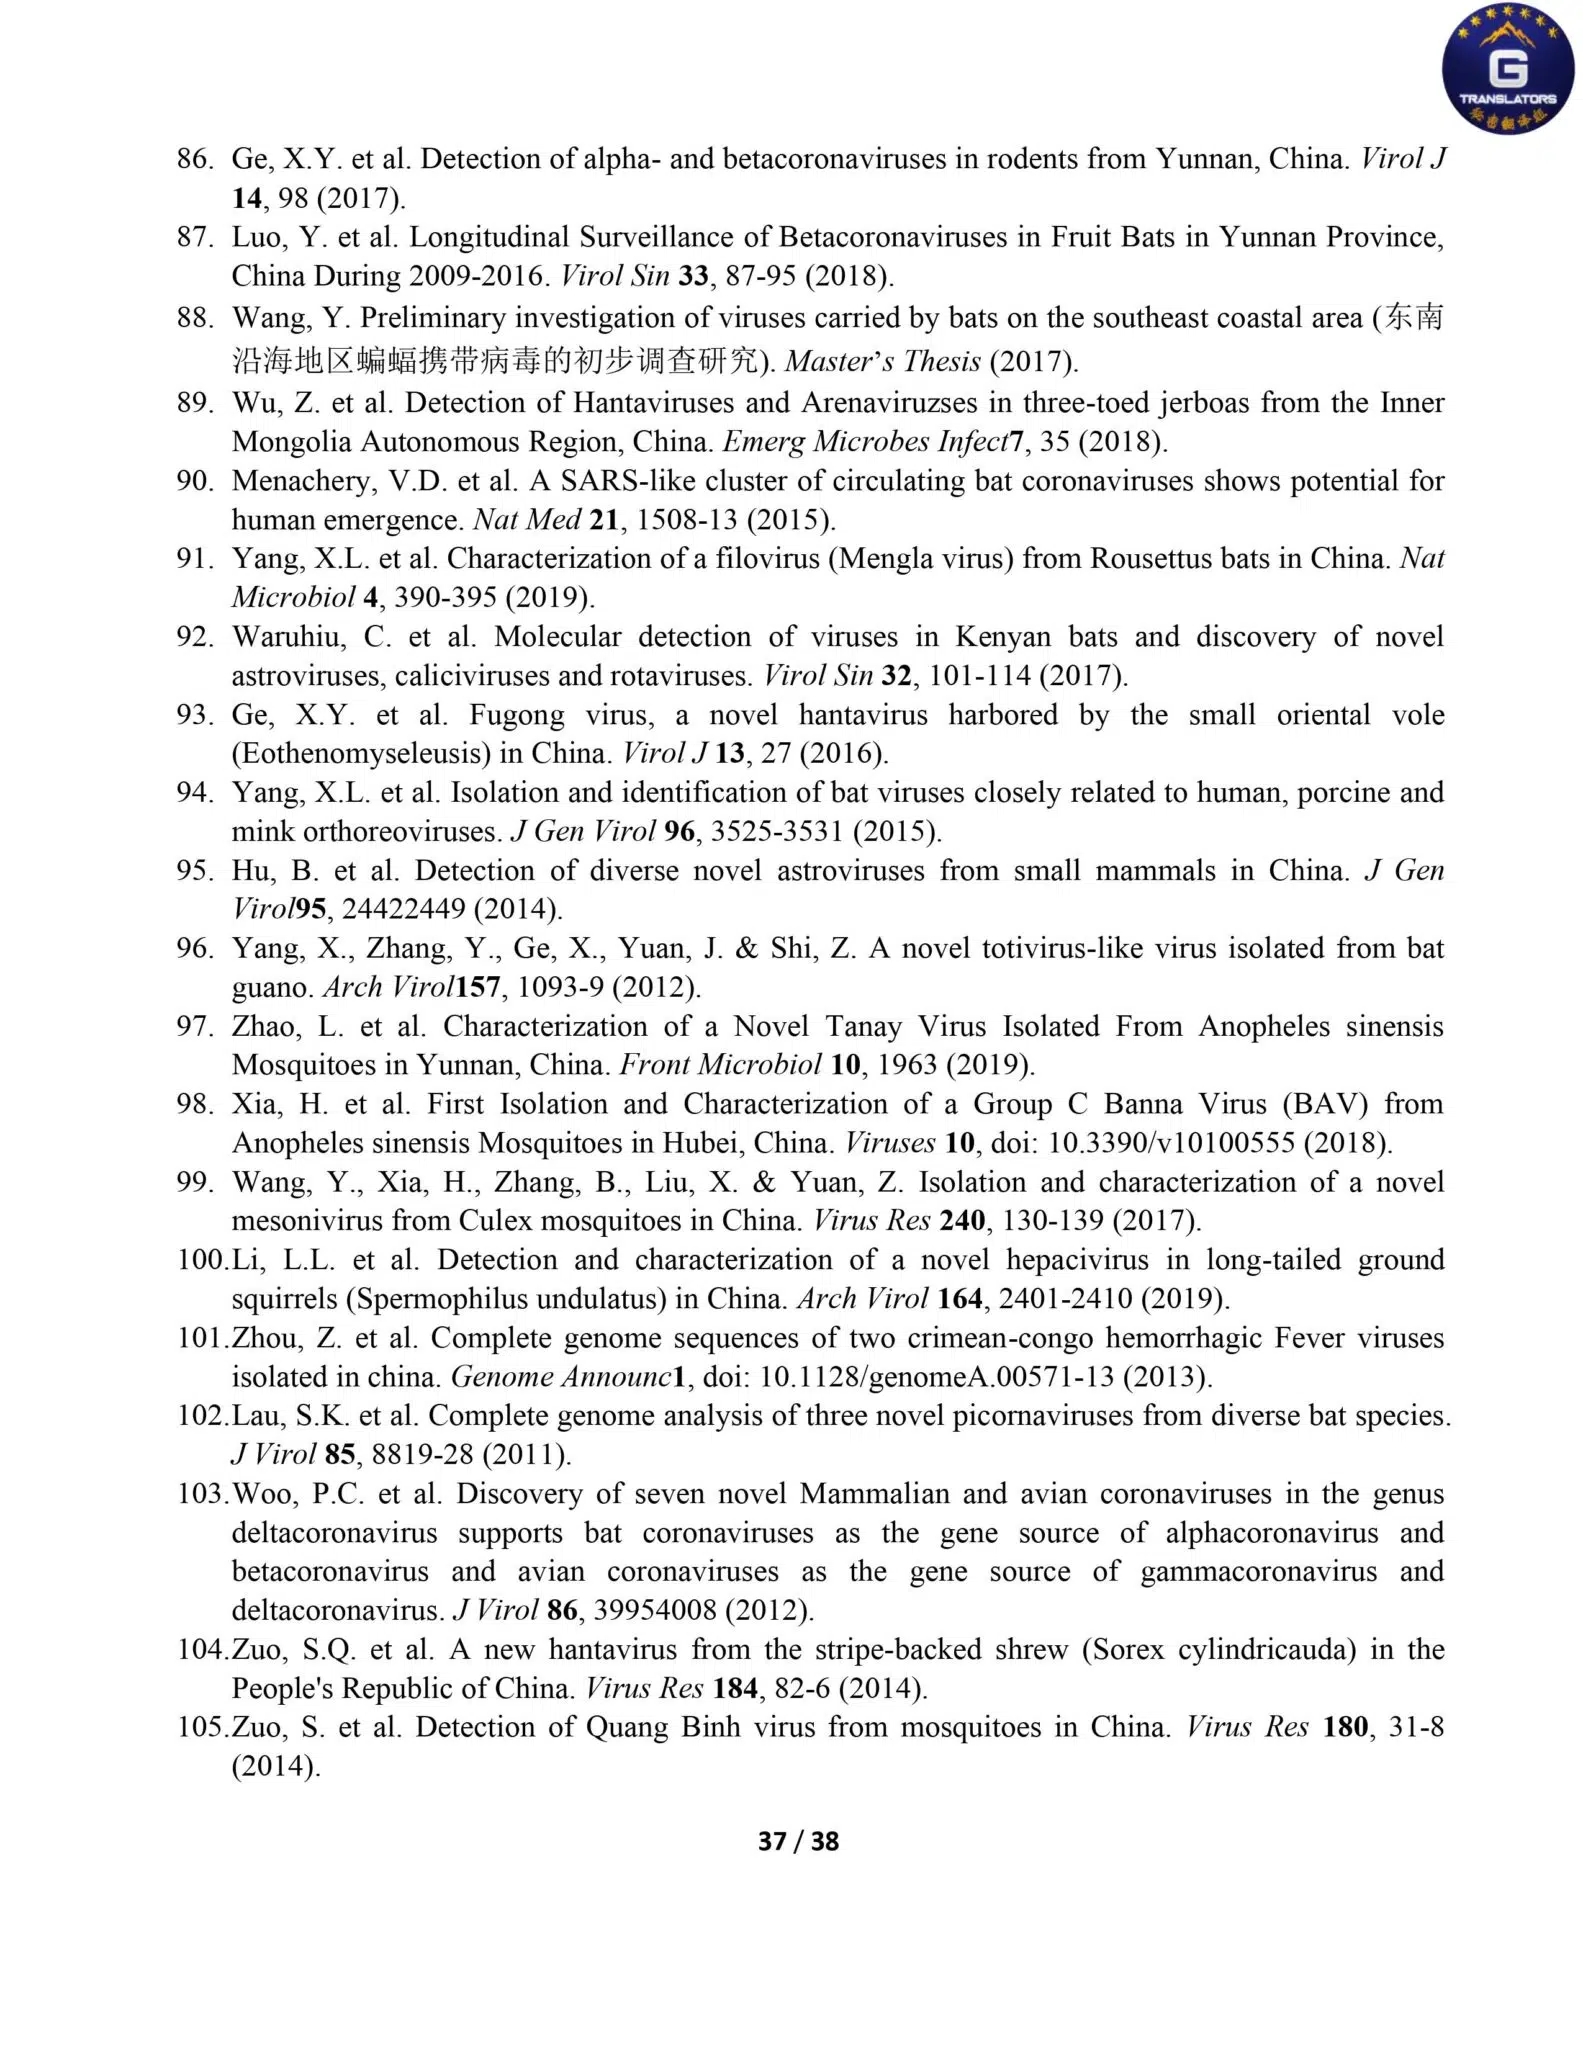 G
TRANSLATORS
86. Ge, X.Y. et al. Detection of alpha- and betacoronaviruses in rodents from Yunnan, China. Virol J
14, 98 (2017).
87. Luo, Y. et al. Longitudinal Surveillance of Betacoronaviruses in Fruit Bats in Yunnan Province,
China During 2009-2016. Virol Sin 33, 87-95 (2018).
88. Wang, Y. Preliminary investigation of viruses carried by bats on the southeast coastal area (东南
沿海地区蝙蝠携带病毒的初步调查研究). Master’s Thesis (2017).
89. Wu, Z. et al. Detection of Hantaviruses and Arenaviruzses in three-toed jerboas from the Inner
Mongolia Autonomous Region, China. Emerg Microbes Infect7, 35 (2018).
90. Menachery, V.D. et al. A SARS-like cluster of circulating bat coronaviruses shows potential for
human emergence. Nat Med 21, 1508-13 (2015).
91. Yang, X.L. et al. Characterization of a filovirus (Mengla virus) from Rousettus bats in China. Nat
Microbiol 4, 390-395 (2019).
92. Waruhiu, C. et al. Molecular detection of viruses in Kenyan bats and discovery of novel
astroviruses, caliciviruses and rotaviruses. Virol Sin 32, 101-114 (2017).
93. Ge, X.Y. et al. Fugong virus, a novel hantavirus harbored by the small oriental vole
(Eothenomyseleusis) in China. Virol J 13, 27 (2016).
94. Yang, X.L. et al. Isolation and identification of bat viruses closely related to human, porcine and
mink orthoreoviruses. J Gen Virol 96, 3525-3531 (2015).
95. Hu, B. et al. Detection of diverse novel astroviruses from small mammals in China. J Gen
Virol95, 24422449 (2014).
96. Yang, X., Zhang, Y., Ge, X., Yuan, J. & Shi, Z. A novel totivirus-like virus isolated from bat
guano. Arch Virol157, 1093-9 (2012).
97. Zhao, L. et al. Characterization of a Novel Tanay Virus Isolated From Anopheles sinensis
Mosquitoes in Yunnan, China. Front Microbiol 10, 1963 (2019).
98. Xia, H. et al. First Isolation and Characterization of a Group C Banna Virus (BAV) from
Anopheles sinensis Mosquitoes in Hubei, China. Viruses 10, doi: 10.3390/v10100555 (2018).
99. Wang, Y., Xia, H., Zhang, B., Liu, X. & Yuan, Z. Isolation and characterization of a novel
mesonivirus from Culex mosquitoes in China. Virus Res 240, 130-139 (2017).
100.Li, L.L. et al. Detection and characterization of a novel hepacivirus in long-tailed ground
squirrels (Spermophilus undulatus) in China. Arch Virol 164, 2401-2410 (2019).
101.Zhou, Z. et al. Complete genome sequences of two crimean-congo hemorrhagic Fever viruses
isolated in china. Genome Announc1, doi: 10.1128/genomeA.00571-13 (2013).
102.Lau, S.K. et al. Complete genome analysis of three novel picornaviruses from diverse bat species.
J Virol 85, 8819-28 (2011).
103.Woo, P.C. et al. Discovery of seven novel Mammalian and avian coronaviruses in the genus
deltacoronavirus supports bat coronaviruses as the gene source of alphacoronavirus and
betacoronavirus and avian coronaviruses as the gene source of gammacoronavirus and
deltacoronavirus. J Virol 86, 39954008 (2012).
104.Zuo, S.Q. et al. A new hantavirus from the stripe-backed shrew (Sorex cylindricauda) in the
People's Republic of China. Virus Res 184, 82-6 (2014).
105.Zuo, S. et al. Detection of Quang Binh virus from mosquitoes in China. Virus Res 180, 31-8
(2014).
37 / 38